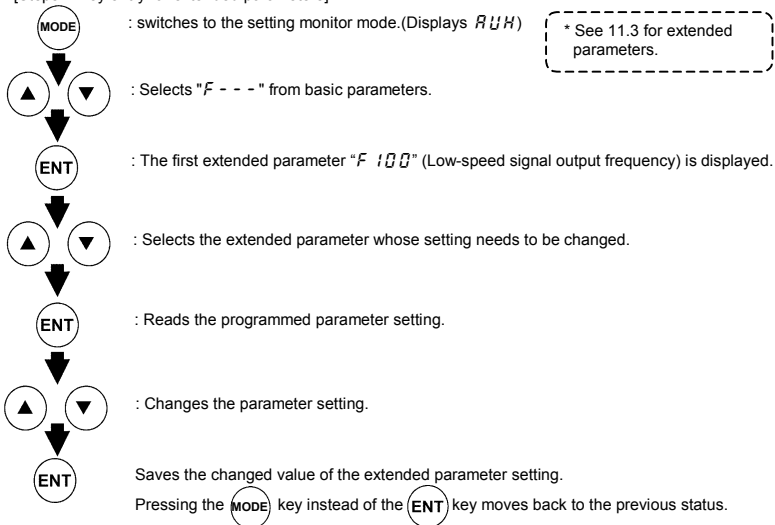 MODE : switches to the setting monitor mode.(Displays AUH)
* See 11.3 for extended
parameters.
▲ ▼ : Selects "F - - -" from basic parameters.
ENT : The first extended parameter “F 100” (Low-speed signal output frequency) is displayed.
▲ ▼ : Selects the extended parameter whose setting needs to be changed.
ENT : Reads the programmed parameter setting.
▲ ▼ : Changes the parameter setting.
ENT Saves the changed value of the extended parameter setting.
Pressing the MODE key instead of the ENT key moves back to the previous status.